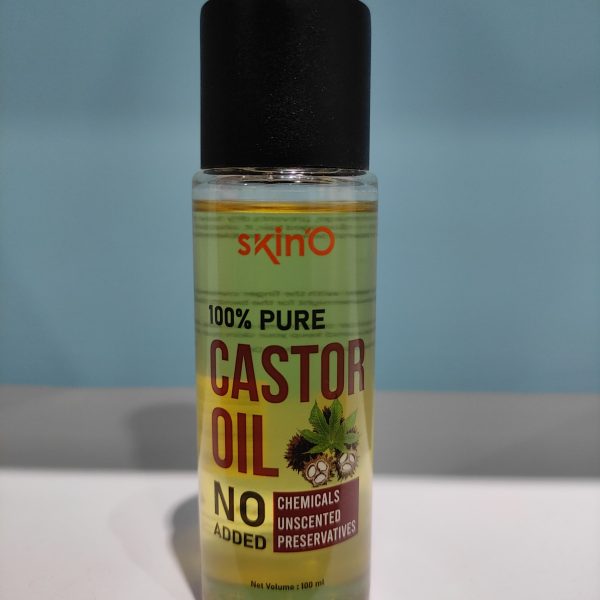 skin'O
100% PURE
CASTOR
OIL
NO
ADDED
CHEMICALS
UNSCENTED
PRESERVATIVES
Net Volume : 100 ml